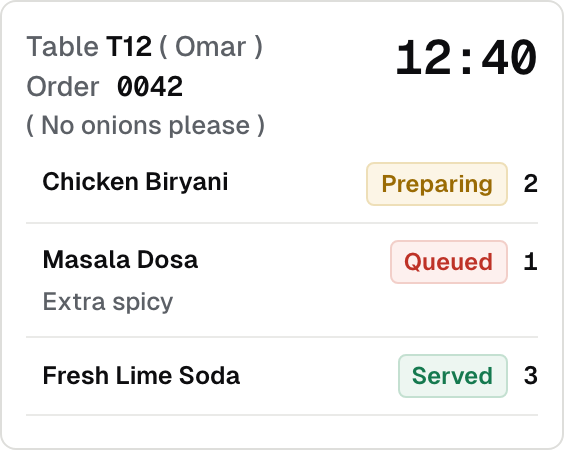 Table T12 ( Omar ) 12:40
Order 0042
( No onions please )
Chicken Biryani Preparing 2
Masala Dosa Queued 1
Extra spicy
Fresh Lime Soda Served 3